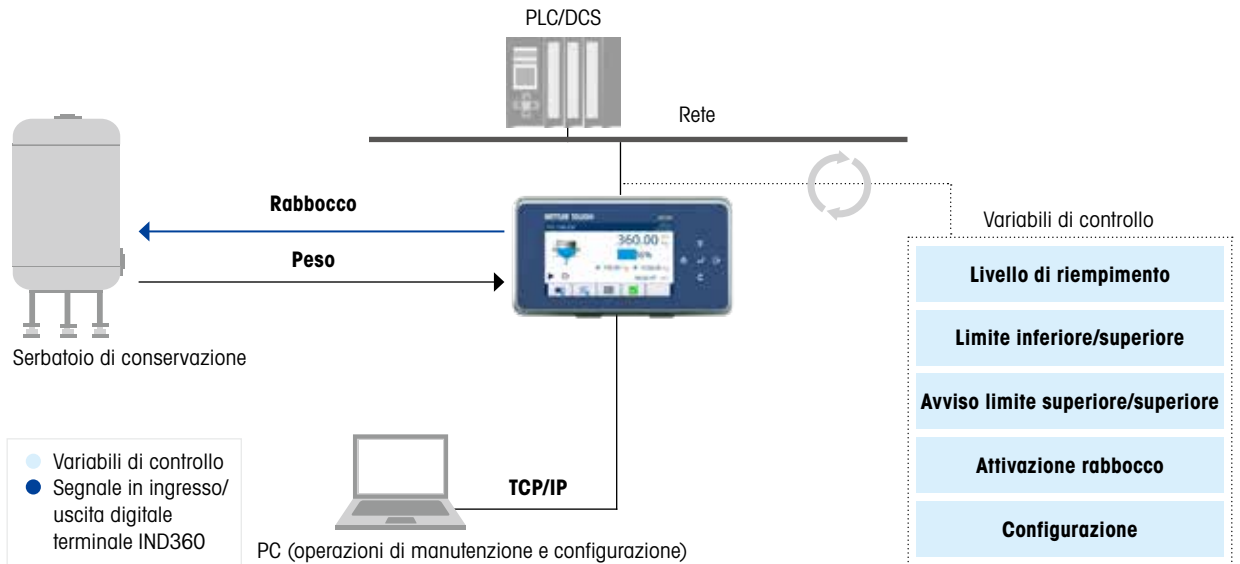 PLC/DCS
Rete
Rabbocco
Peso
METTLER TOLEDO
360.00
Serbatoio di conservazione
Variabili di controllo
Livello di riempimento
Limite inferiore/superiore
Avviso limite superiore/superiore
Attivazione rabbocco
Configurazione
Variabili di controllo
Segnale in ingresso/
uscita digitale
terminale IND360
TCP/IP
PC (operazioni di manutenzione e configurazione)